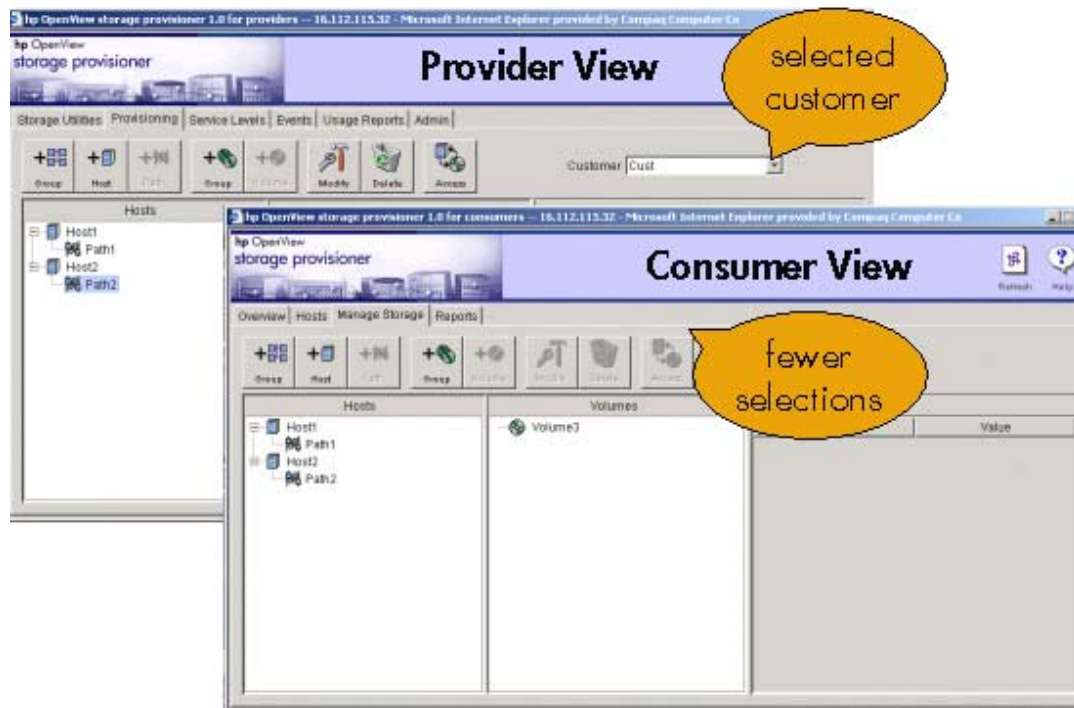 hp OpenView storage provisioner 1.0 for providers -- 16.112.115.32 - Microsoft Internet Explorer provided by Compaq Computer Co
hp OpenView
storage provisioner
Provider View
selected
customer
Storage Utilities Provisioning Service Levels Events Usage Reports Admin
Group Host Path Group Volume Modify Delete Access
Customer Cust
Hosts
Host1
Path1
Host2
Path2
hp OpenView storage provisioner 1.0 for consumers -- 16.112.115.32 - Microsoft Internet Explorer provided by Compaq Computer Co
hp OpenView
storage provisioner
Consumer View
Refresh Help
Overview Hosts Manage Storage Reports
Group Host Path Group Volume Modify Delete Access
fewer
selections
Hosts Volumes
Value
Host1
Path1
Host2
Path2
Volume3